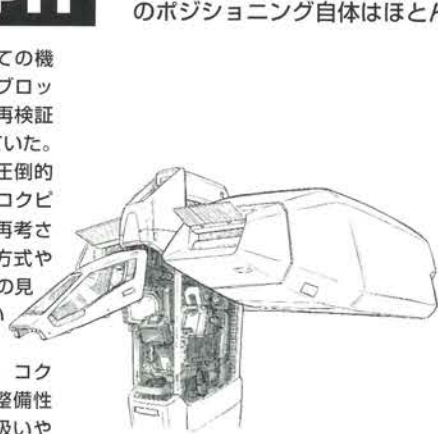 のポジショニング自体はほとん
ての機
ブロッ
再検証
ていた。
圧倒的
コクピ
再考さ
方式や
の見
い
コク
整備性
扱いや